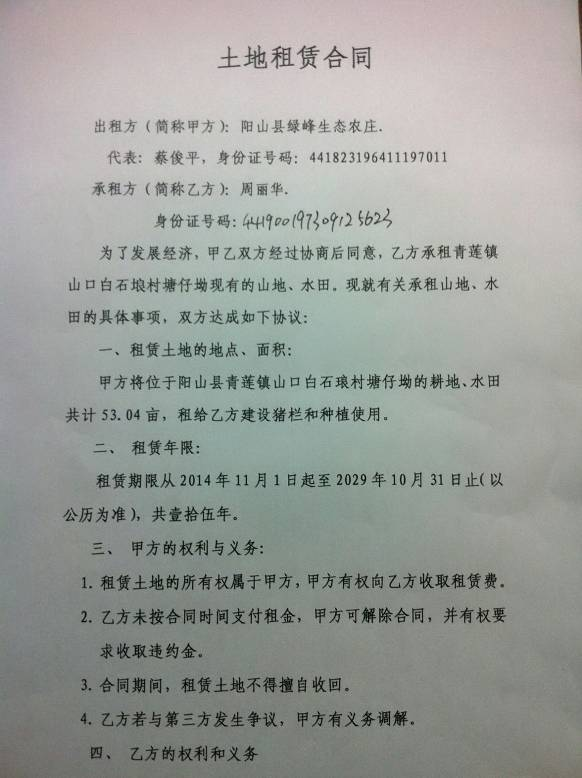 土地租赁合同
出租方（简称甲方）：阳山县绿峰生态农庄.
代表：蔡俊平，身份证号码：441823196411197011
承租方（简称乙方）：周丽华.
身份证号码：441900197309125623
为了发展经济，甲乙双方经过协商后同意，乙方承租青莲镇
山口白石埌村塘仔坳现有的山地、水田。现就有关承租山地、水
田的具体事项，双方达成如下协议：
一、租赁土地的地点、面积：
甲方将位于阳山县青莲镇山口白石琅村塘仔坳的耕地、水田
共计 53.04 亩，租给乙方建设猪栏和种植使用。
二、 租赁年限：
租赁期限从 2014 年 11 月 1 日起至 2029 年 10 月 31 日止（以
公历为准），共壹拾伍年。
三、 甲方的权利与义务：
1. 租赁土地的所有权属于甲方，甲方有权向乙方收取租赁费。
2. 乙方未按合同时间支付租金，甲方可解除合同，并有权要
求收取违约金。
3. 合同期间，租赁土地不得擅自收回。
4. 乙方若与第三方发生争议，甲方有义务调解。
四、 乙方的权利和义务